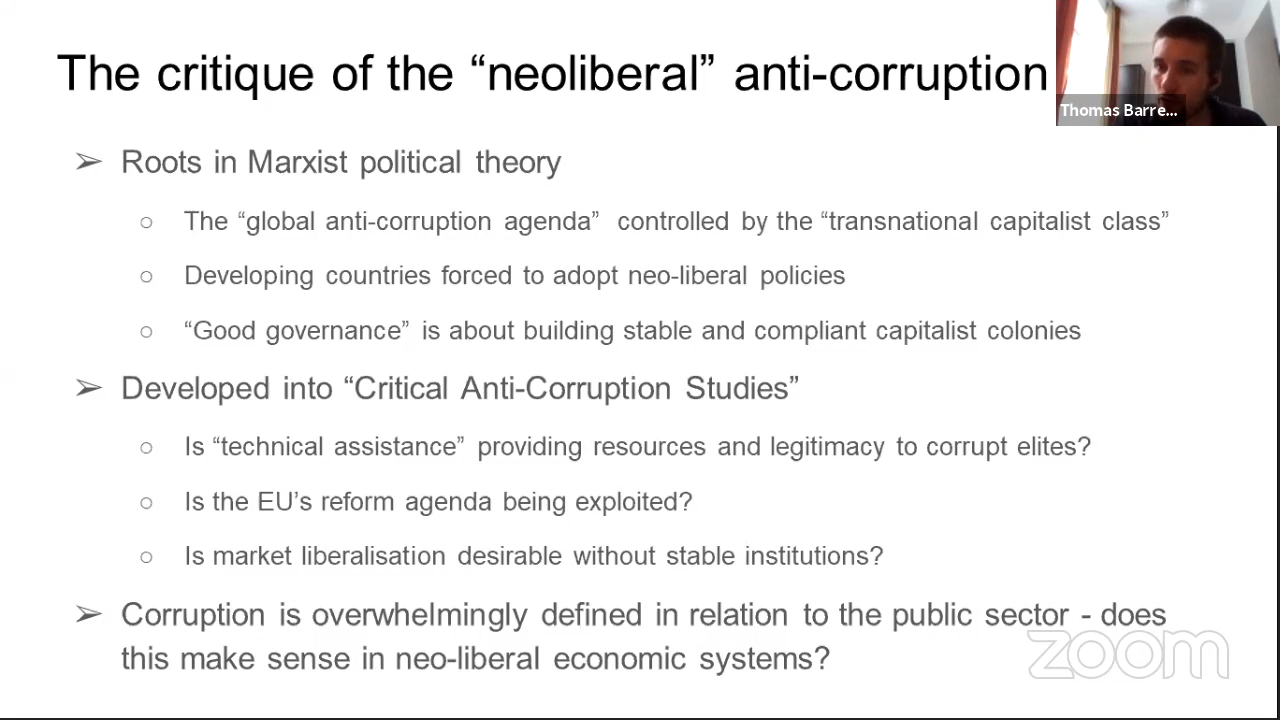 The critique of the “neoliberal” anti-corruption
Thomas Barre...
➢ Roots in Marxist political theory
○ The “global anti-corruption agenda” controlled by the “transnational capitalist class”
○ Developing countries forced to adopt neo-liberal policies
○ “Good governance” is about building stable and compliant capitalist colonies
➢ Developed into “Critical Anti-Corruption Studies”
○ Is “technical assistance” providing resources and legitimacy to corrupt elites?
○ Is the EU’s reform agenda being exploited?
○ Is market liberalisation desirable without stable institutions?
➢ Corruption is overwhelmingly defined in relation to the public sector - does
this make sense in neo-liberal economic systems?
zoom